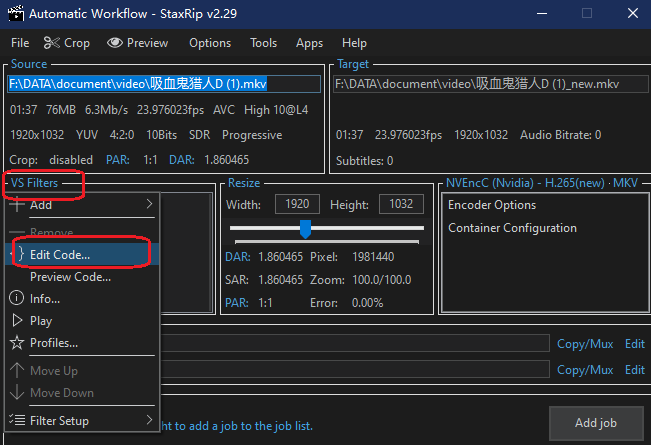 Automatic Workflow - StaxRip v2.29
File Crop Preview Options Tools Apps Help
Source
F:\DATA\document\video\吸血鬼猎人D (1).mkv
01:37 76MB 6.3Mb/s 23.976023fps AVC High 10@L4
1920x1032 YUV 4:2:0 10Bits SDR Progressive
Crop: disabled PAR: 1:1 DAR: 1.860465
Target
F:\DATA\document\video\吸血鬼猎人D (1)_new.mkv
01:37 23.976023fps 1920x1032 Audio Bitrate: 0
Subtitles: 0
VS Filters
Add
Remove
Edit Code...
Preview Code...
Info...
Play
Profiles...
Move Up
Move Down
Filter Setup
Resize
Width: 1920 Height: 1032
DAR: 1.860465 Pixel: 1981440
SAR: 1.860465 Zoom: 100.0/100.0
PAR: 1:1 Error: 0.00%
NVEncC (Nvidia) - H.265(new) · MKV
Encoder Options
Container Configuration
Copy/Mux Edit
Copy/Mux Edit
ht to add a job to the job list.
Add job